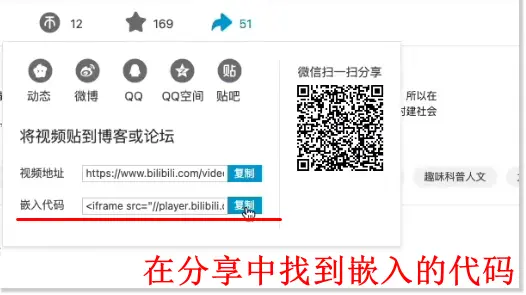 12 169 51
微信扫一扫分享
动态 微博 QQ QQ空间 贴吧
所以在
村建社会
将视频贴到博客或论坛
视频地址 https://www.bilibili.com/vide 复制
趣味科普人文
嵌入代码 <iframe src="//player.bilibili.c 复制
在分享中找到嵌入的代码